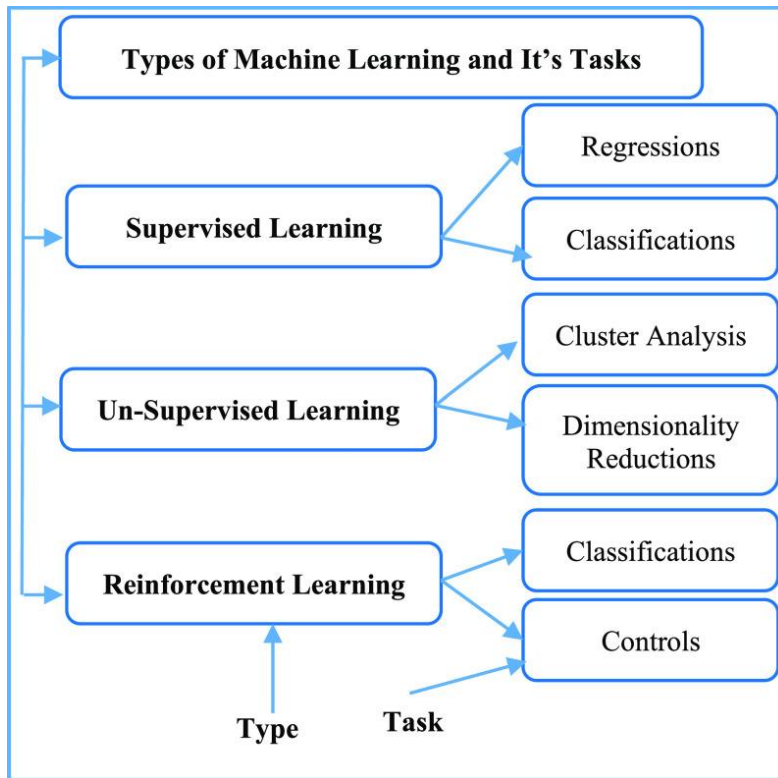 Types of Machine Learning and It’s Tasks
Regressions
Supervised Learning
Classifications
Cluster Analysis
Un-Supervised Learning
Dimensionality
Reductions
Classifications
Reinforcement Learning
Controls
Type
Task